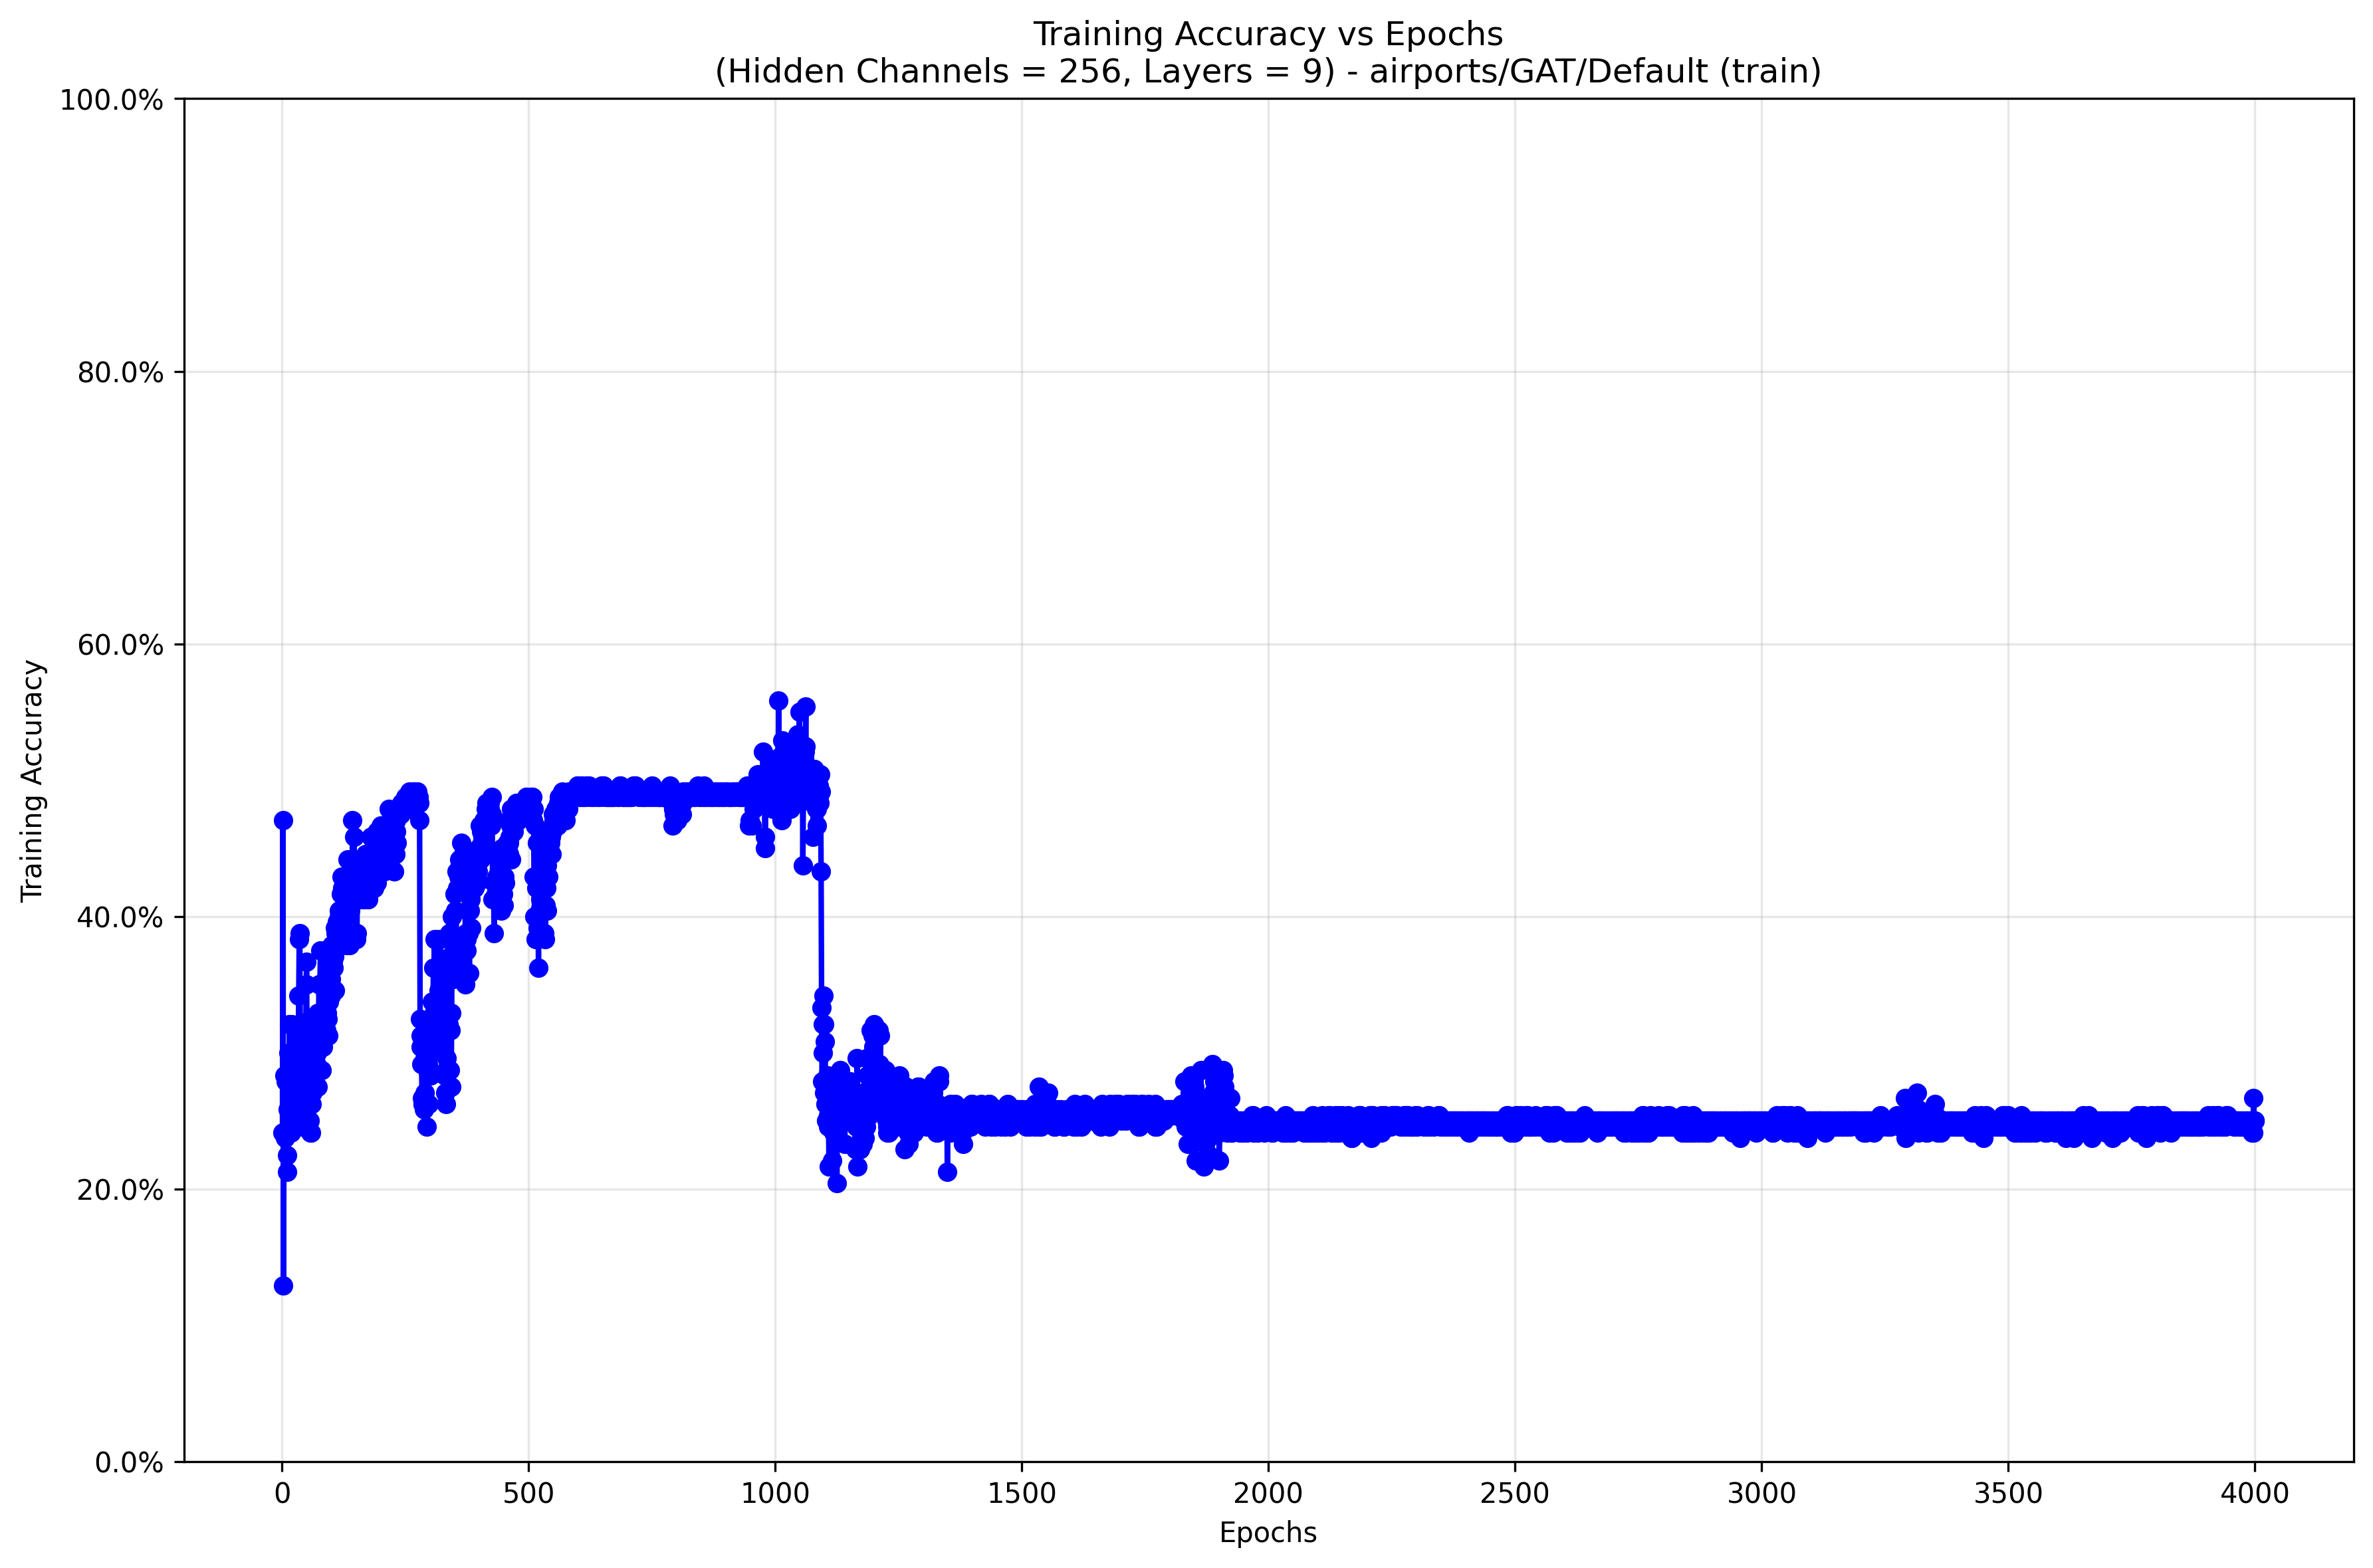 Training Accuracy vs Epochs
(Hidden Channels = 256, Layers = 9) - airports/GAT/Default (train)
100.0%
80.0%
60.0%
40.0%
20.0%
0.0%
Training Accuracy
0 500 1000 1500 2000 2500 3000 3500 4000
Epochs